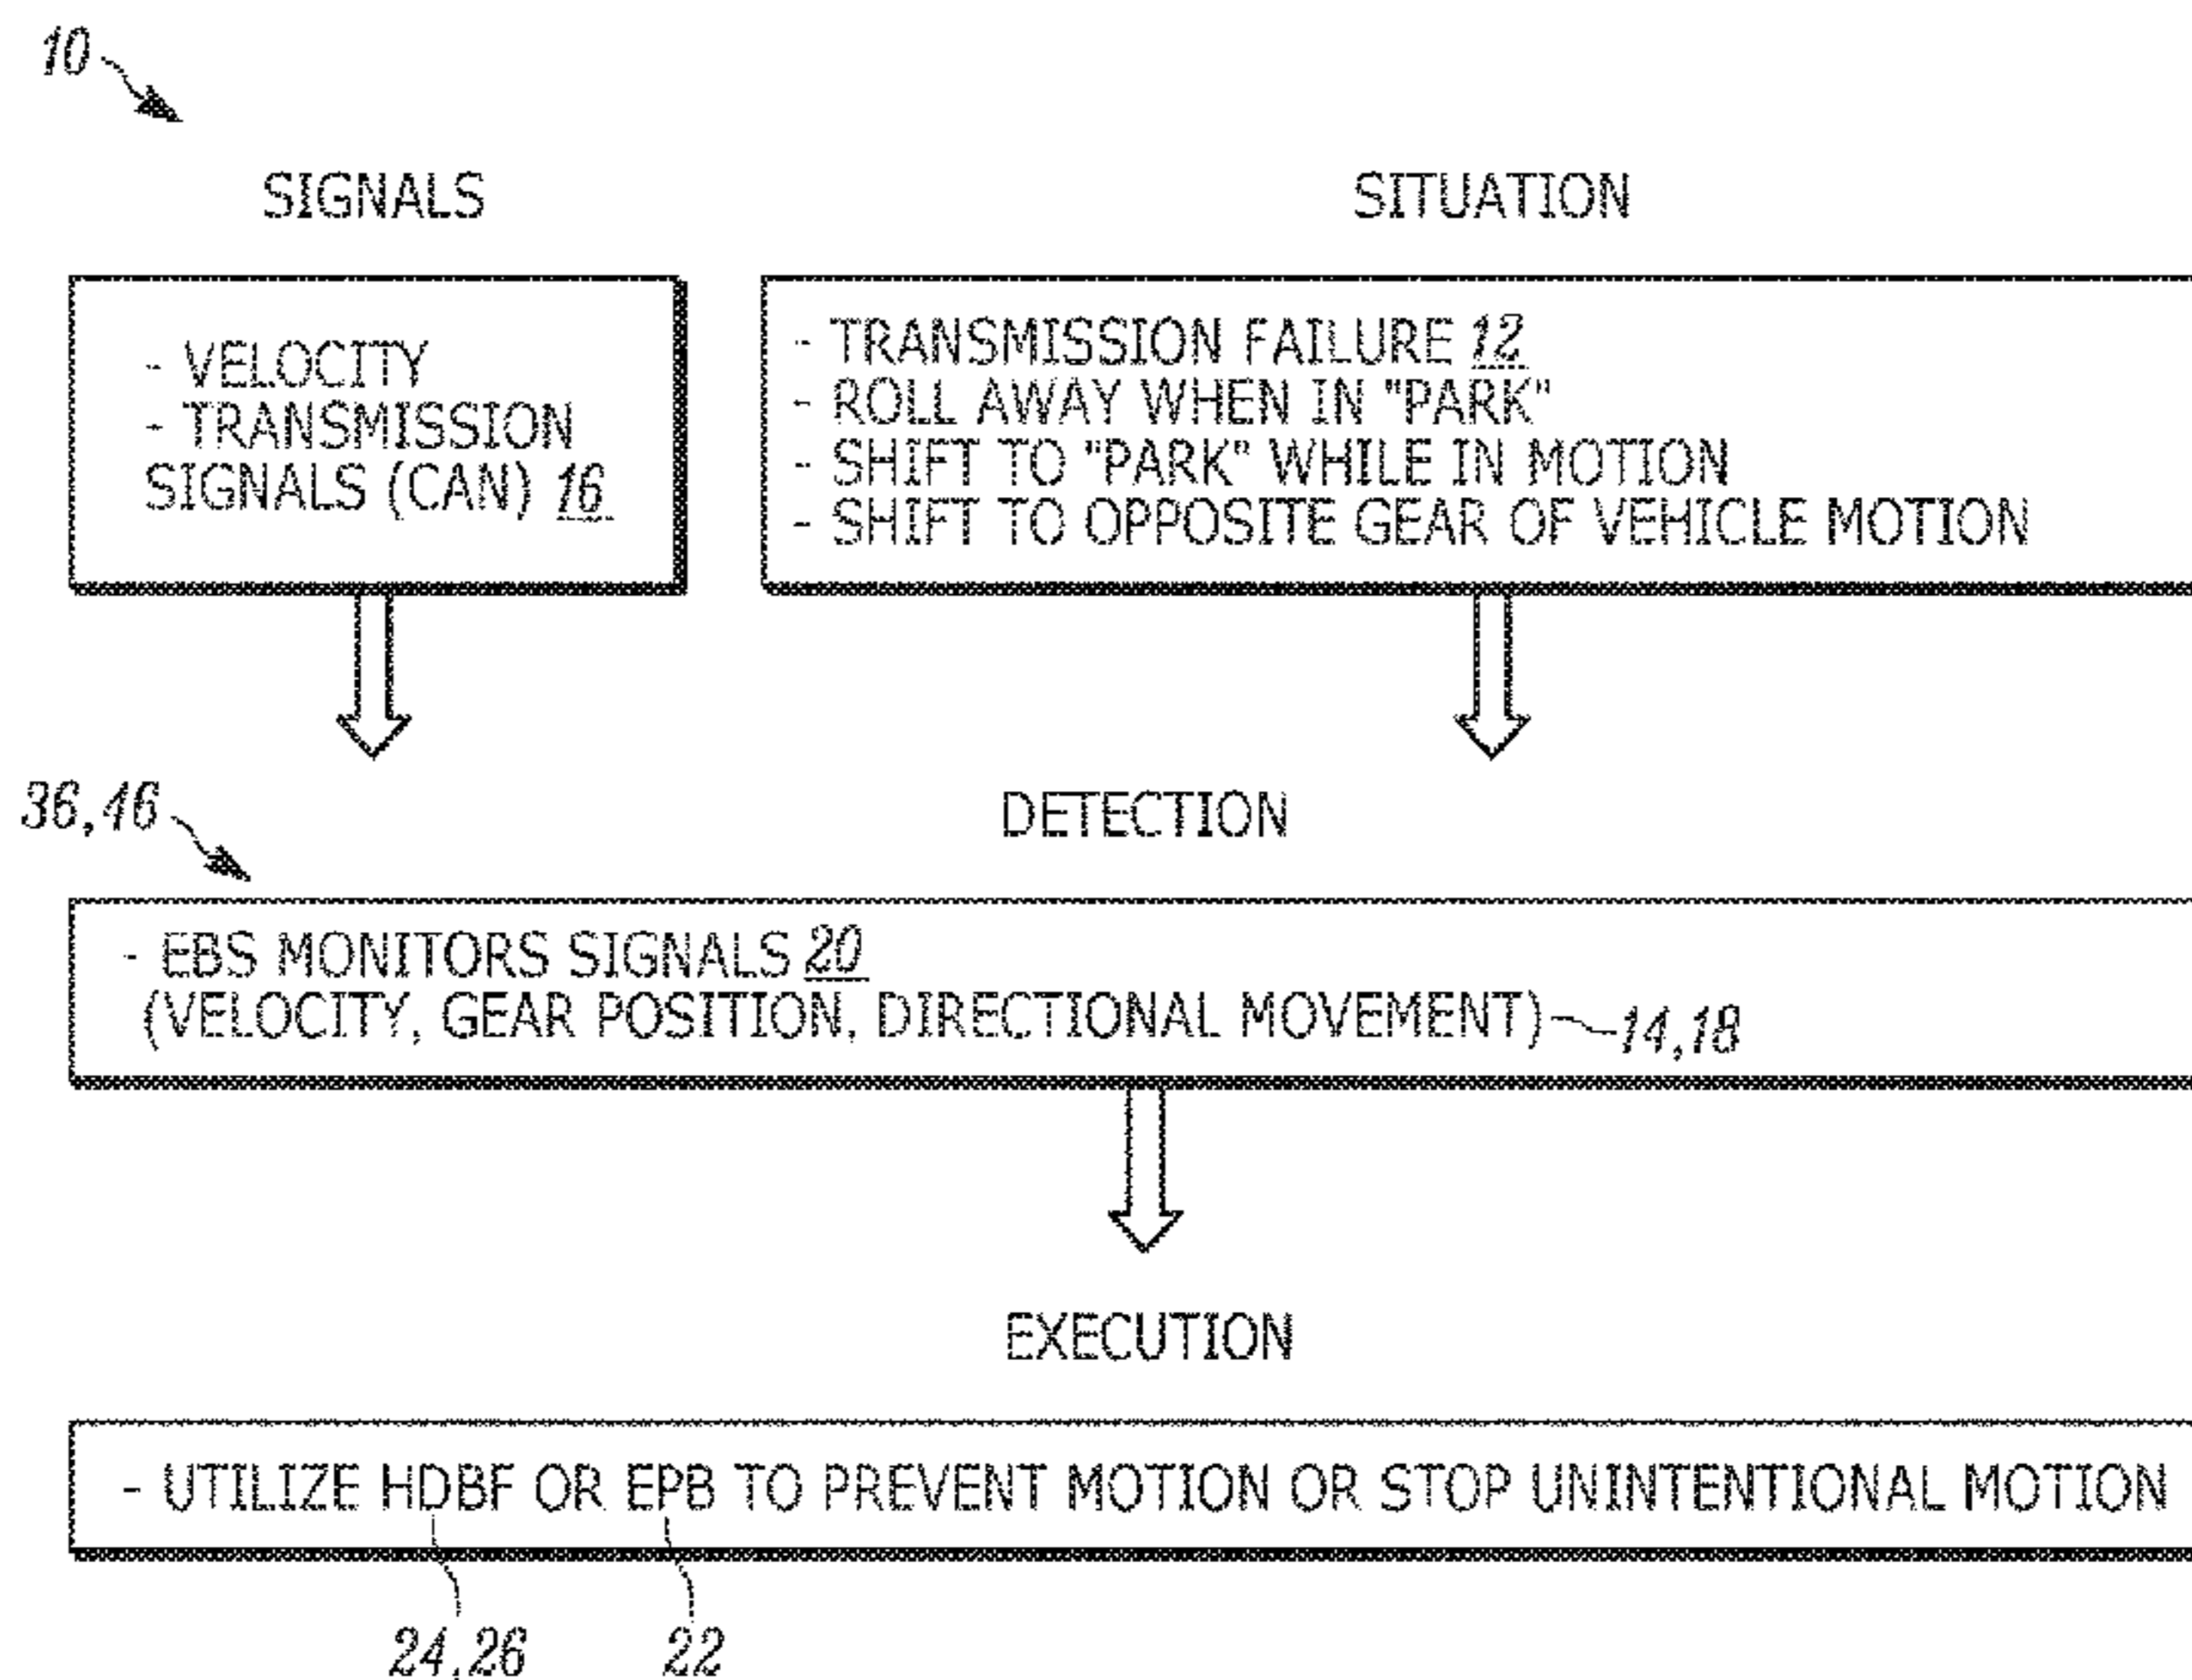 10
SIGNALS
- VELOCITY
- TRANSMISSION
SIGNALS (CAN) 16
SITUATION
- TRANSMISSION FAILURE 12
- ROLL AWAY WHEN IN "PARK"
- SHIFT TO "PARK" WHILE IN MOTION
- SHIFT TO OPPOSITE GEAR OF VEHICLE MOTION
36,46
DETECTION
- EBS MONITORS SIGNALS 20
(VELOCITY, GEAR POSITION, DIRECTIONAL MOVEMENT) 14,18
EXECUTION
- UTILIZE HDBF OR EPB TO PREVENT MOTION OR STOP UNINTENTIONAL MOTION
24,26 22